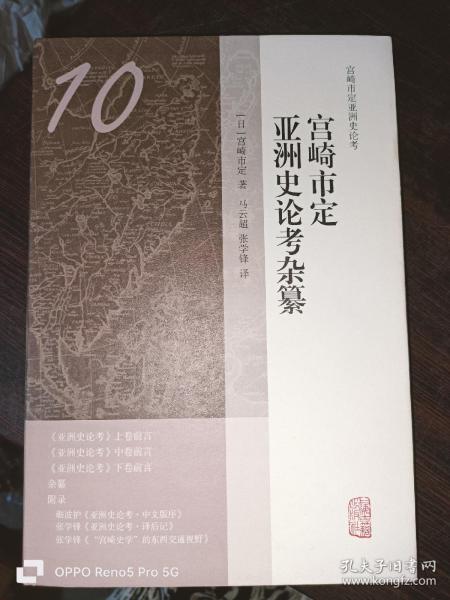 10
宫崎市定亚洲史论考
宫崎市定
亚洲史论考杂纂
［日］宫崎市定 著 马云超 张学锋 译
《亚洲史论考》上卷前言
《亚洲史论考》中卷前言
《亚洲史论考》下卷前言
杂纂
附录
砺波护《亚洲史论考·中文版序》
张学锋《亚洲史论考·译后记》
张学锋《“宫崎史学”的东西交通视野》
OPPO Reno5 Pro 5G
孔夫子旧书网